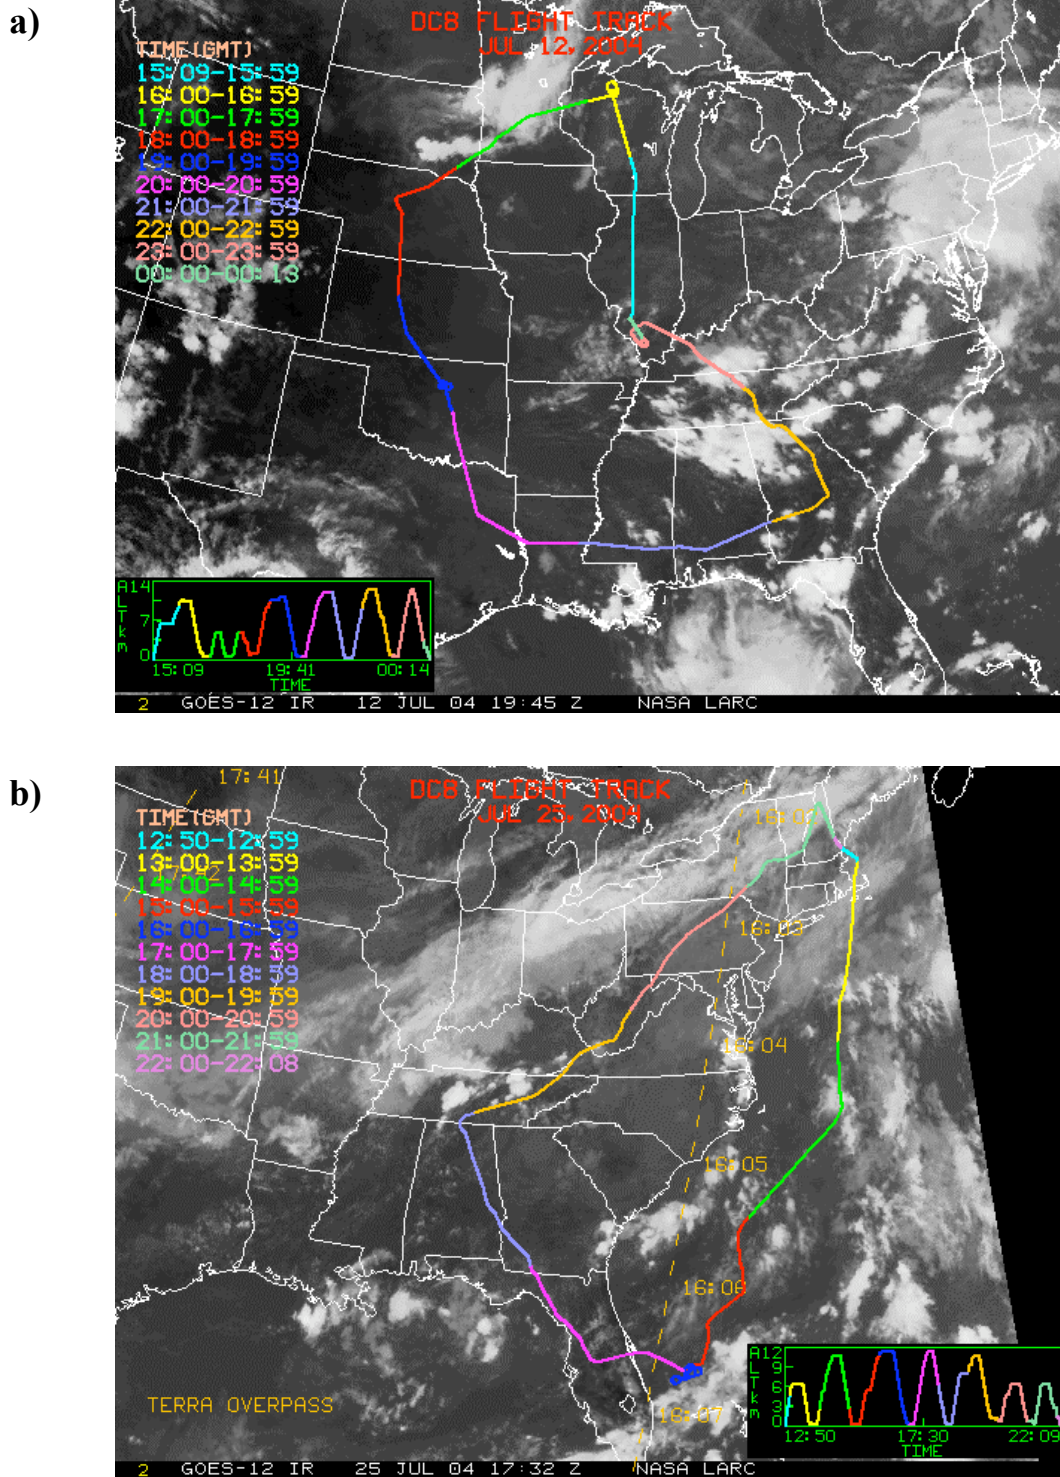 a)
DC8 FLIGHT TRACK
JUL 12, 2004
TIME(GMT)
15:09-15:59
16:00-16:59
17:00-17:59
18:00-18:59
19:00-19:59
20:00-20:59
21:00-21:59
22:00-22:59
23:00-23:59
00:00-00:13
A14
L
T 7
K
m 0
15:09 19:41 00:14
TIME
2 GOES-12 IR 12 JUL 04 19:45 Z NASA LARC
b)
17:41
DC8 FLIGHT TRACK
JUL 25, 2004
16:02
TIME(GMT)
12:50-12:59
13:00-13:59
17:42
14:00-14:59
15:00-15:59
16:00-16:59
16:03
17:00-17:59
18:00-18:59
19:00-19:59
20:00-20:59
16:04
21:00-21:59
22:00-22:08
16:05
16:06
A12
L 9
T 6
K 3
m 0
12:50 17:30 22:09
TIME
TERRA OVERPASS
16:07
2 GOES-12 IR 25 JUL 04 17:32 Z NASA LARC